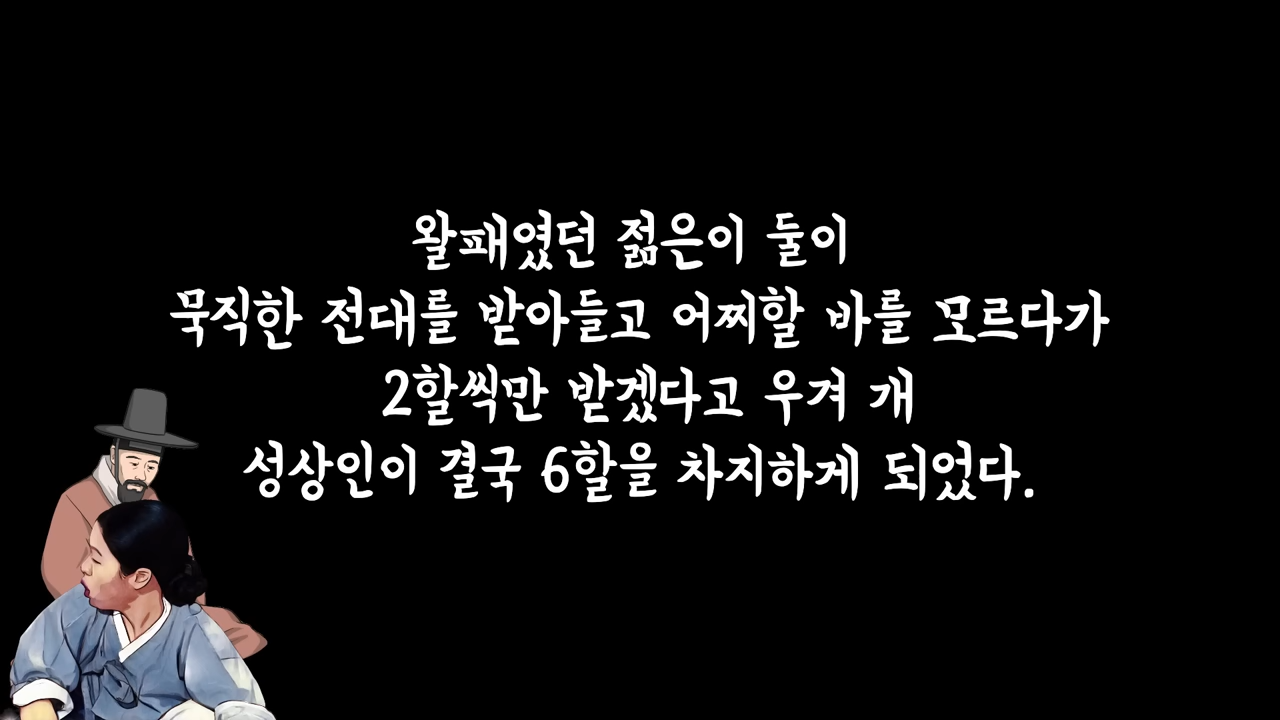 왈패였던 젊은이 둘이
묵직한 전대를 받아들고 어찌할 바를 모르다가
2할씩만 받겠다고 우겨 개
성상인이 결국 6할을 차지하게 되었다.